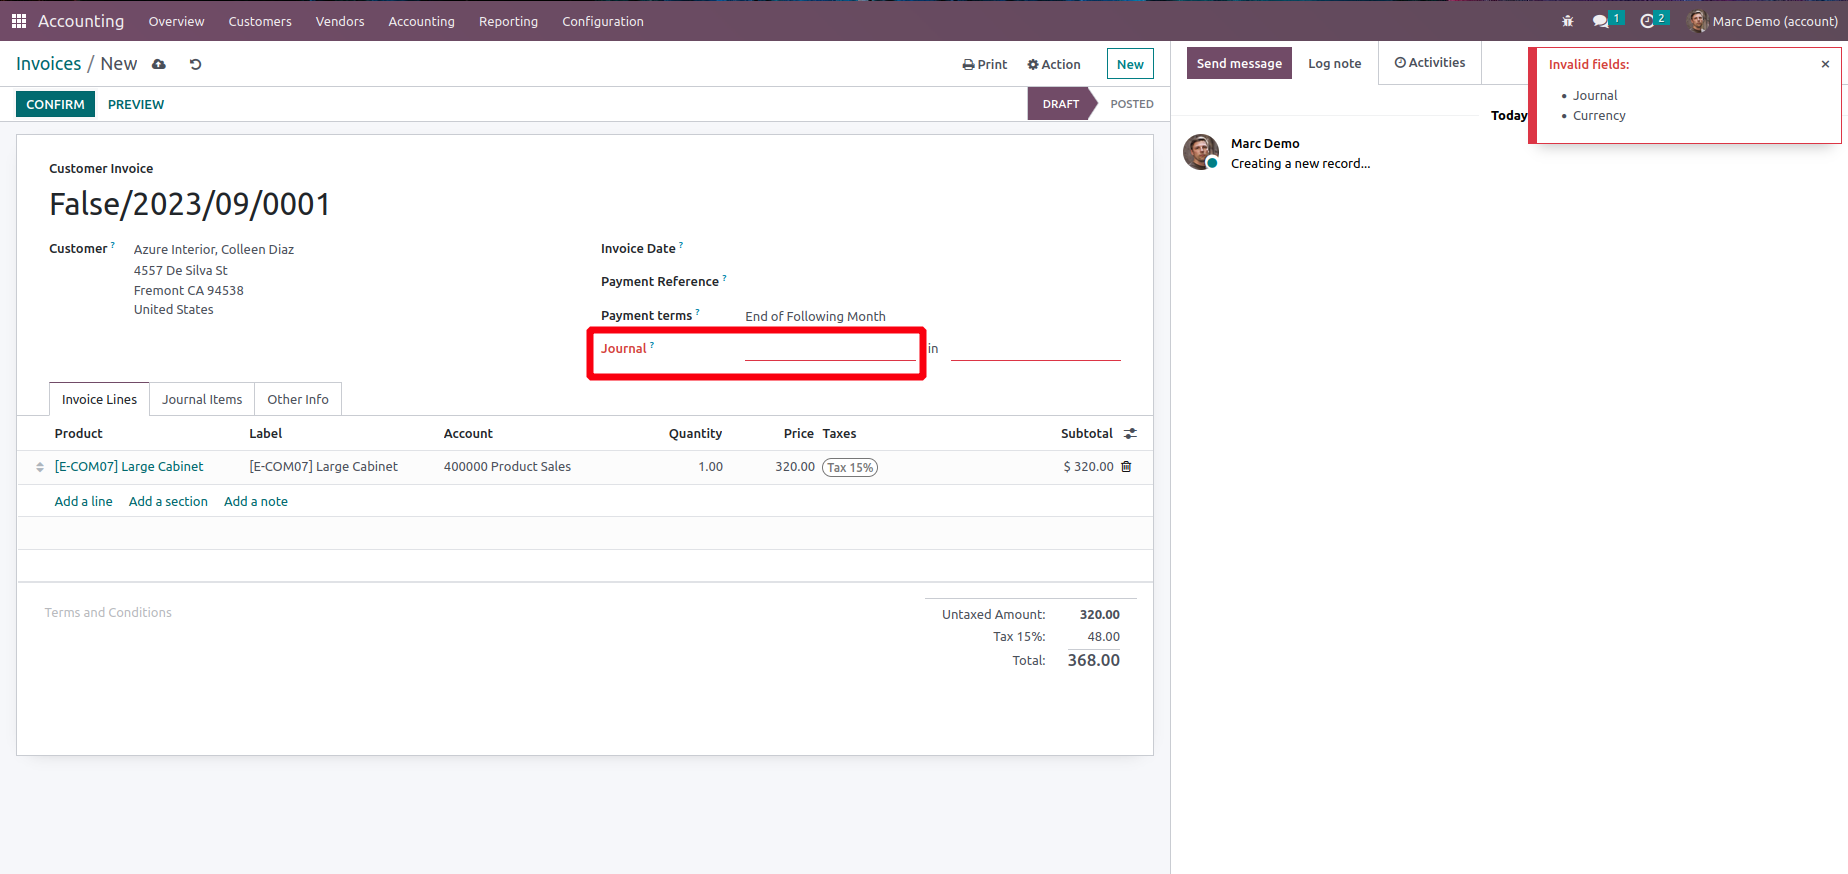 Accounting Overview Customers Vendors Accounting Reporting Configuration 1 2 Marc Demo (account)
Invoices / New Print Action New
CONFIRM PREVIEW DRAFT POSTED
Customer Invoice
False/2023/09/0001
Customer ? Azure Interior, Colleen Diaz
4557 De Silva St
Fremont CA 94538
United States
Invoice Date ?
Payment Reference ?
Payment terms ? End of Following Month
Journal ? in
Invoice Lines Journal Items Other Info
Product Label Account Quantity Price Taxes Subtotal
[E-COM07] Large Cabinet [E-COM07] Large Cabinet 400000 Product Sales 1.00 320.00 Tax 15% $ 320.00
Add a line Add a section Add a note
Terms and Conditions
Untaxed Amount: 320.00
Tax 15%: 48.00
Total: 368.00
Send message Log note Activities
Today
Marc Demo
Creating a new record...
Invalid fields: ×
• Journal
• Currency